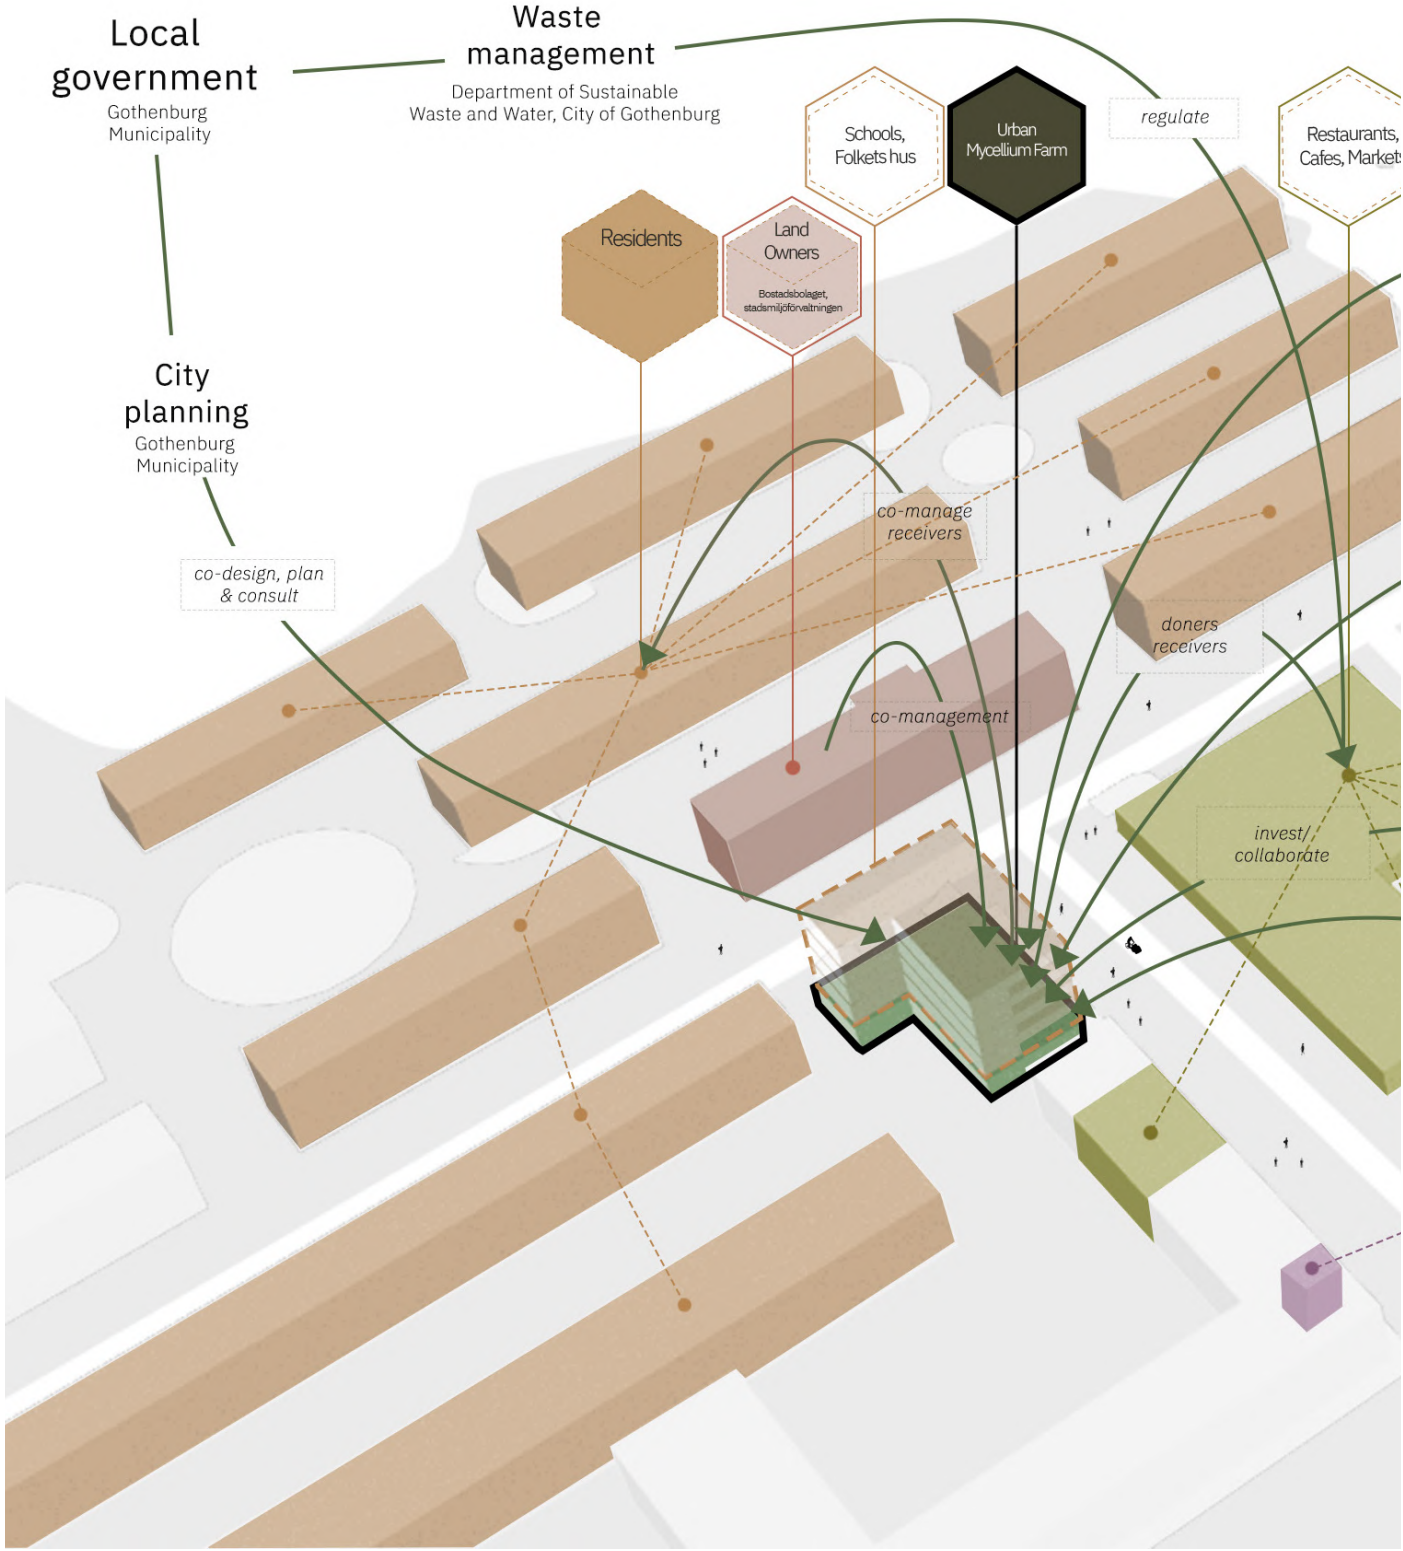 Local
government
Gothenburg
Municipality
Waste
management
Department of Sustainable
Waste and Water, City of Gothenburg
Schools,
Folkets hus
Urban
Mycellium Farm
regulate
Restaurants,
Cafes, Markets
Residents
Land
Owners
Bostadsbolaget,
stadsmiljöförvaltningen
City
planning
Gothenburg
Municipality
co-manage
receivers
co-design, plan
& consult
doners
receivers
co-management
invest/
collaborate